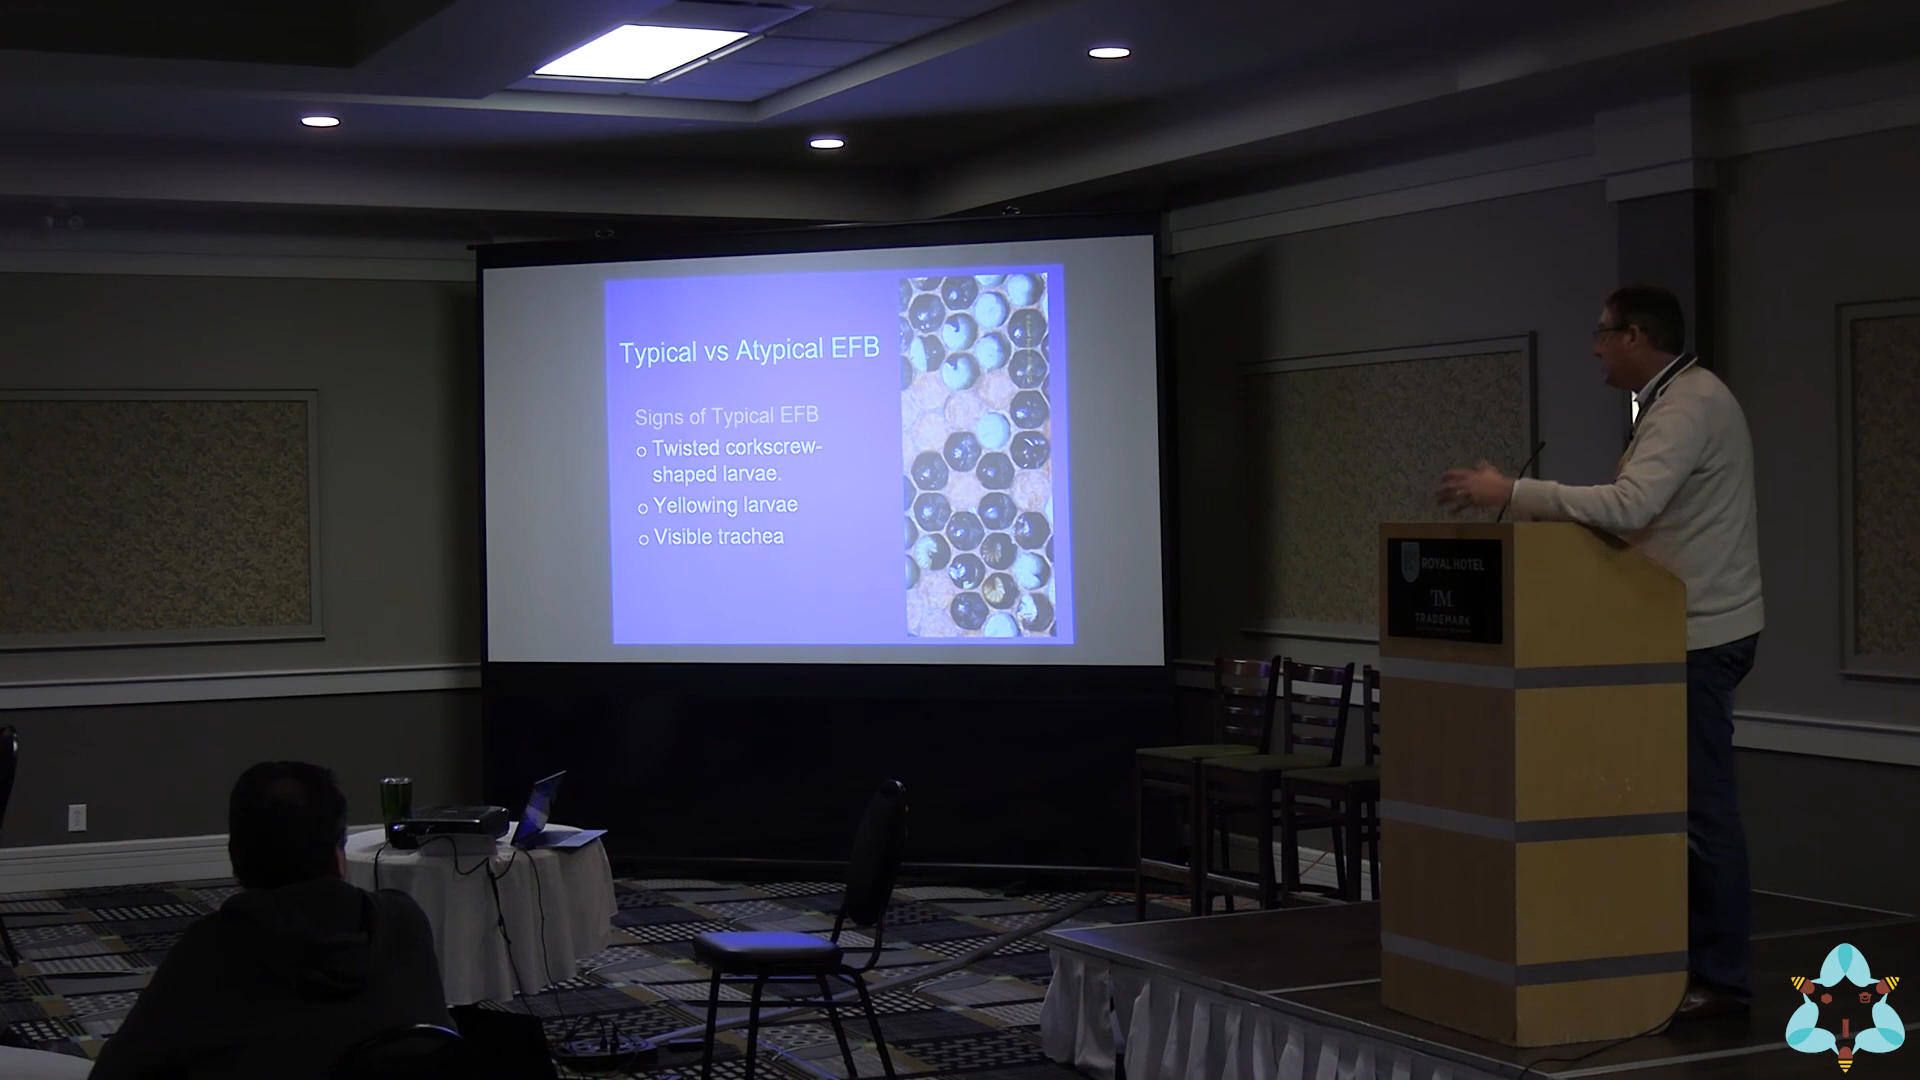 Typical vs Atypical EFB
Signs of Typical EFB
Twisted corkscrew-
shaped larvae.
Yellowing larvae
Visible trachea
ROYAL HOTEL
TM
TRADEMARK